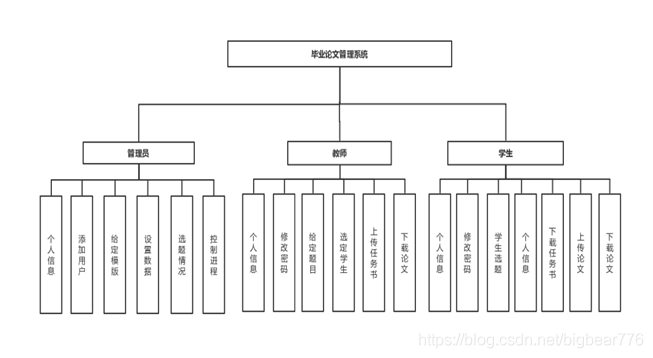 毕业论文管理系统
管理员
教师
学生
个人信息
添加用户
给定模版
设置数据
选题情况
控制进程
个人信息
修改密码
给定题目
选定学生
上传任务书
下载论文
个人信息
修改密码
学生选题
个人信息
下载任务书
上传论文
下载论文
https://blog.csdn.net/bigbear776